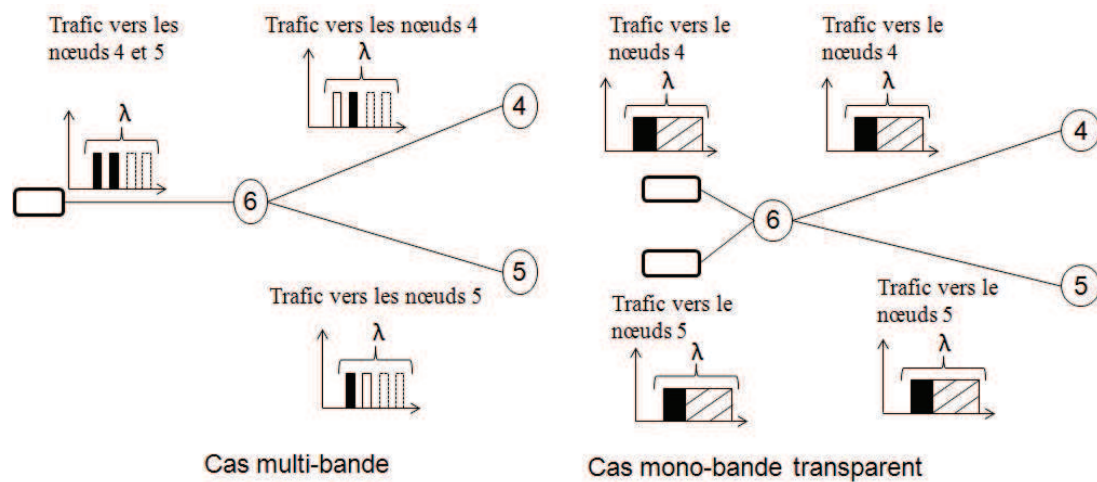 Trafic vers les
nœuds 4 et 5
λ
Trafic vers les nœuds 4
λ
4
6
5
Trafic vers les nœuds 5
λ
Cas multi-bande
Trafic vers le
nœuds 4
λ
Trafic vers le
nœuds 4
λ
4
6
5
Trafic vers le
nœuds 5
λ
Trafic vers le
nœuds 5
λ
Cas mono-bande transparent